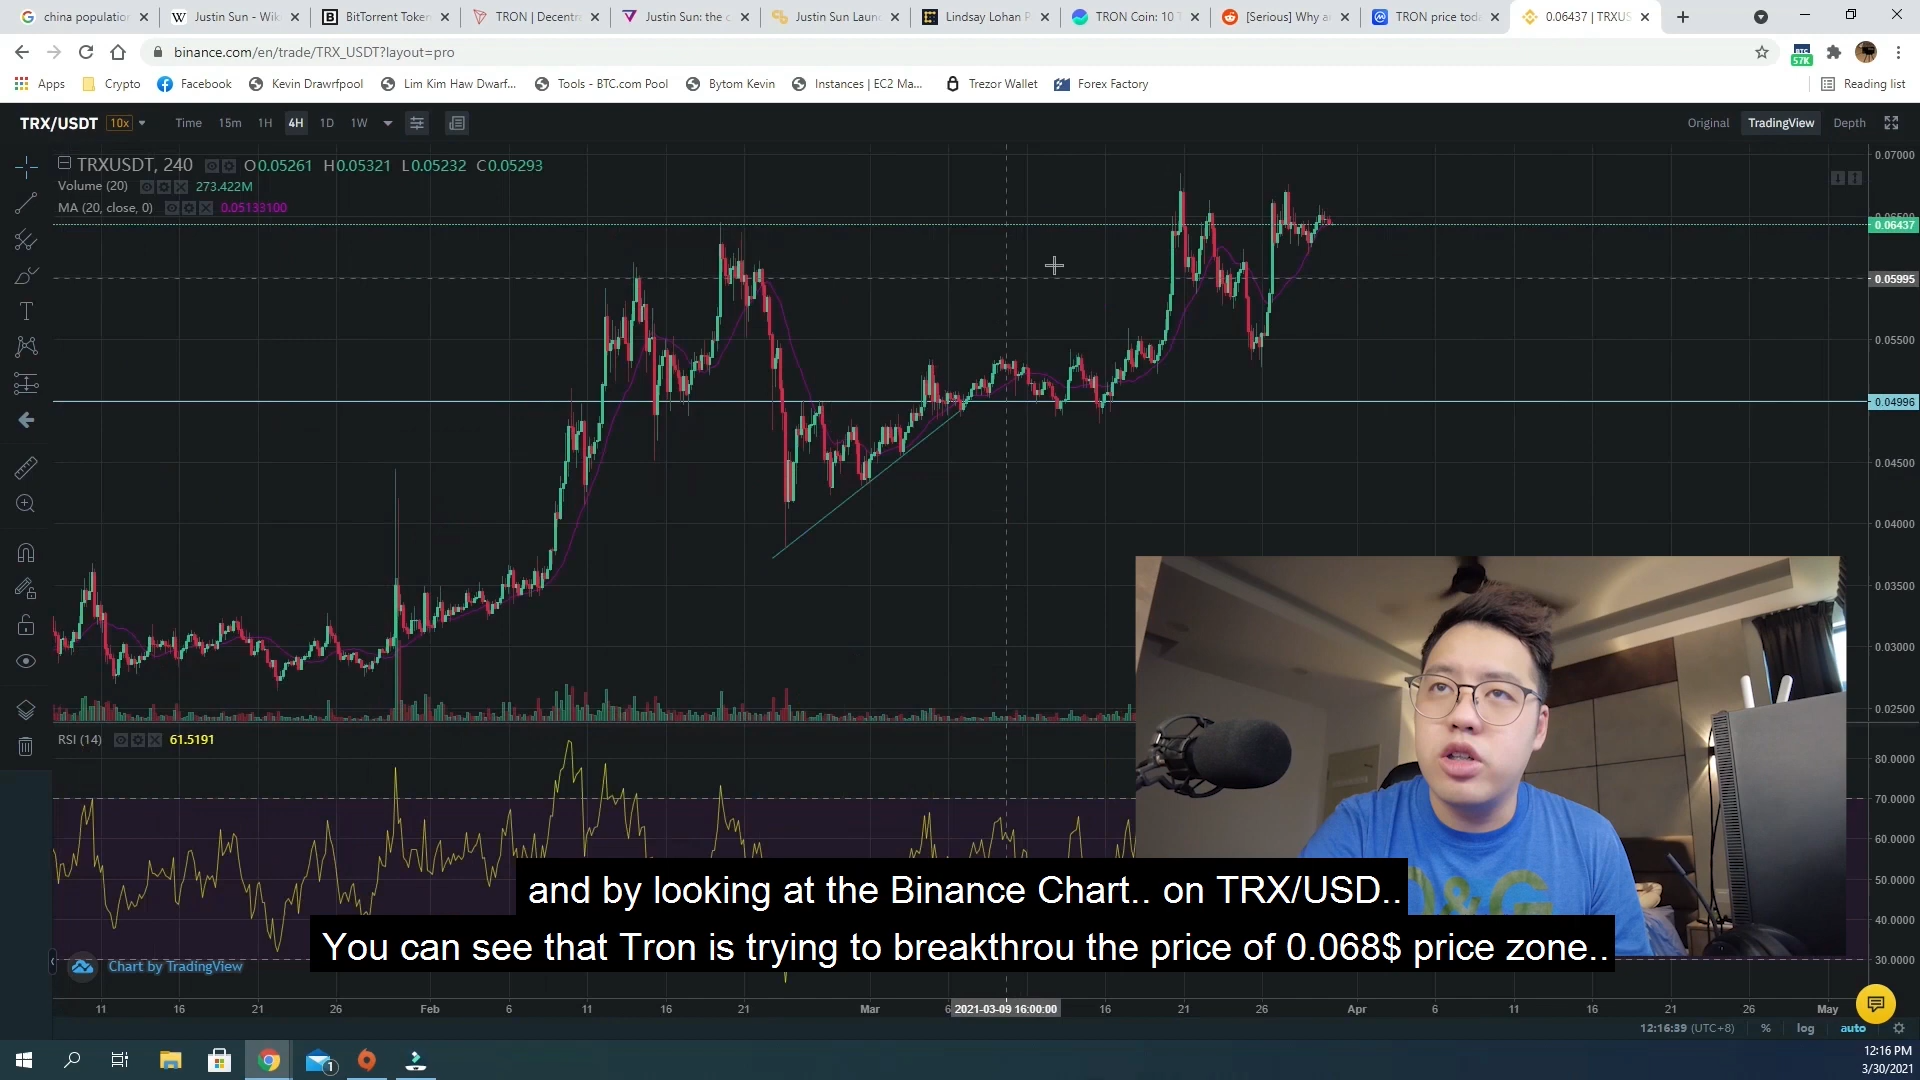 china population
Justin Sun - Wik
BitTorrent Token
TRON | Decentr
Justin Sun: the c
Justin Sun Laun
Lindsay Lohan P
TRON Coin: 10 T
[Serious] Why a
TRON price toda
0.06437 | TRXUS
binance.com/en/trade/TRX_USDT?layout=pro
BTC
57K
Apps
Crypto
Facebook
Kevin Drawrfpool
Lim Kim Haw Dwarf...
Tools - BTC.com Pool
Bytom Kevin
Instances | EC2 Ma...
Trezor Wallet
Forex Factory
Reading list
TRX/USDT 10x
Time 15m 1H 4H 1D 1W
Original TradingView Depth
TRXUSDT, 240 O0.05261 H0.05321 L0.05232 C0.05293
Volume (20) 273.422M
MA (20, close, 0) 0.05133100
0.07000
0.06500
0.06437
0.05995
0.05500
0.04996
0.04500
0.04000
0.03500
0.03000
0.02500
RSI (14) 61.5191
80.0000
70.0000
60.0000
50.0000
40.0000
30.0000
and by looking at the Binance Chart.. on TRX/USD..
You can see that Tron is trying to breakthrou the price of 0.068$ price zone..
Chart by TradingView
11 16 21 26 Feb 6 11 16 21 Mar 6 2021-03-09 16:00:00 16 21 26 Apr 6 11 16 21 26 May
12:16:39 (UTC+8) % log auto
1
12:16 PM
3/30/2021